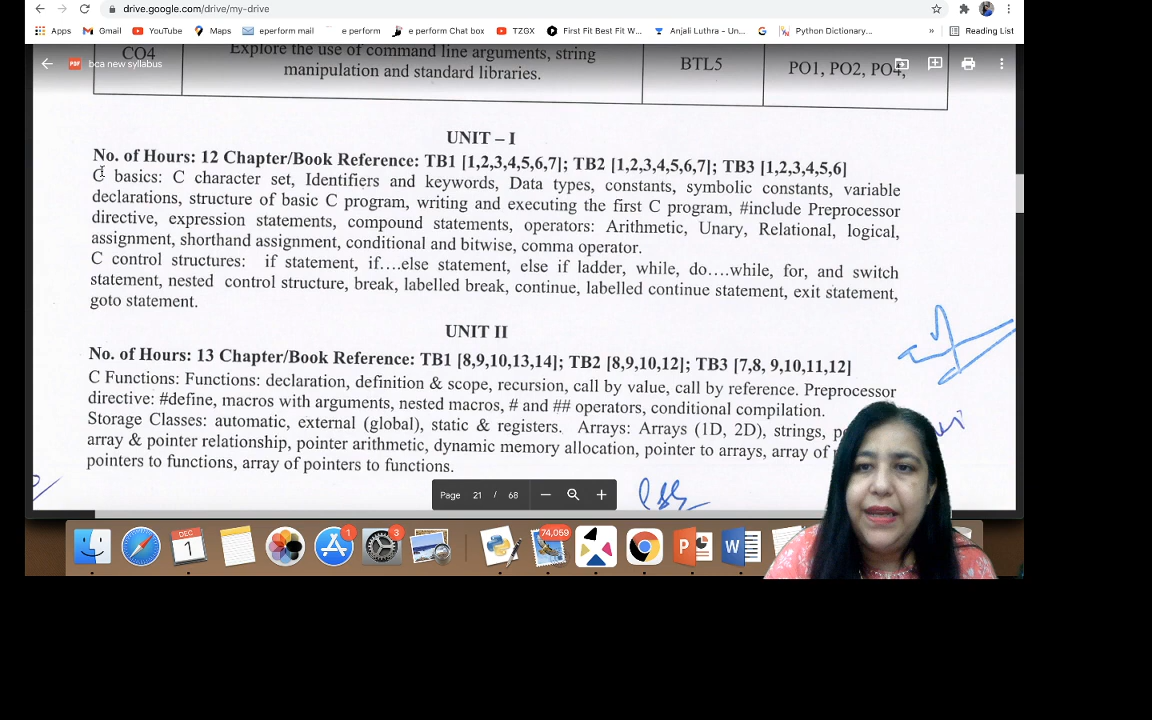 drive.google.com/drive/my-drive
Apps Gmail YouTube Maps eperform mail e perform e perform Chat box TZGX First Fit Best Fit W... Anjali Luthra - Un... Python Dictionary... » Reading List
CO4 Explore the use of command line arguments, string
manipulation and standard libraries. BTL5 PO1, PO2, PO4,
PDF bca new syllabus
UNIT – I
No. of Hours: 12 Chapter/Book Reference: TB1 [1,2,3,4,5,6,7]; TB2 [1,2,3,4,5,6,7]; TB3 [1,2,3,4,5,6]
C basics: C character set, Identifiers and keywords, Data types, constants, symbolic constants, variable
declarations, structure of basic C program, writing and executing the first C program, #include Preprocessor
directive, expression statements, compound statements, operators: Arithmetic, Unary, Relational, logical,
assignment, shorthand assignment, conditional and bitwise, comma operator.
C control structures: if statement, if....else statement, else if ladder, while, do....while, for, and switch
statement, nested control structure, break, labelled break, continue, labelled continue statement, exit statement,
goto statement.
UNIT II
No. of Hours: 13 Chapter/Book Reference: TB1 [8,9,10,13,14]; TB2 [8,9,10,12]; TB3 [7,8, 9,10,11,12]
C Functions: Functions: declaration, definition & scope, recursion, call by value, call by reference. Preprocessor
directive: #define, macros with arguments, nested macros, # and ## operators, conditional compilation.
Storage Classes: automatic, external (global), static & registers. Arrays: Arrays (1D, 2D), strings,
array & pointer relationship, pointer arithmetic, dynamic memory allocation, pointer to arrays, array of
pointers to functions, array of pointers to functions.
Page 21 / 68
DEC
1
1
3
74,059
P
W